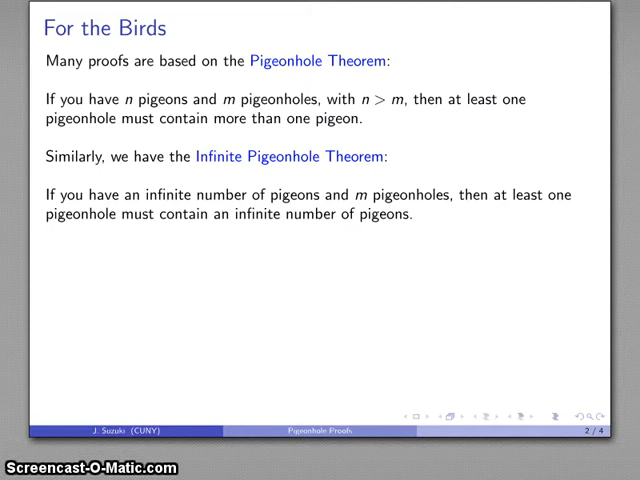 For the Birds
Many proofs are based on the Pigeonhole Theorem:
If you have n pigeons and m pigeonholes, with n > m, then at least one
pigeonhole must contain more than one pigeon.
Similarly, we have the Infinite Pigeonhole Theorem:
If you have an infinite number of pigeons and m pigeonholes, then at least one
pigeonhole must contain an infinite number of pigeons.
J. Suzuki (CUNY) Pigeonhole Proofs 2 / 4
Screencast-O-Matic.com